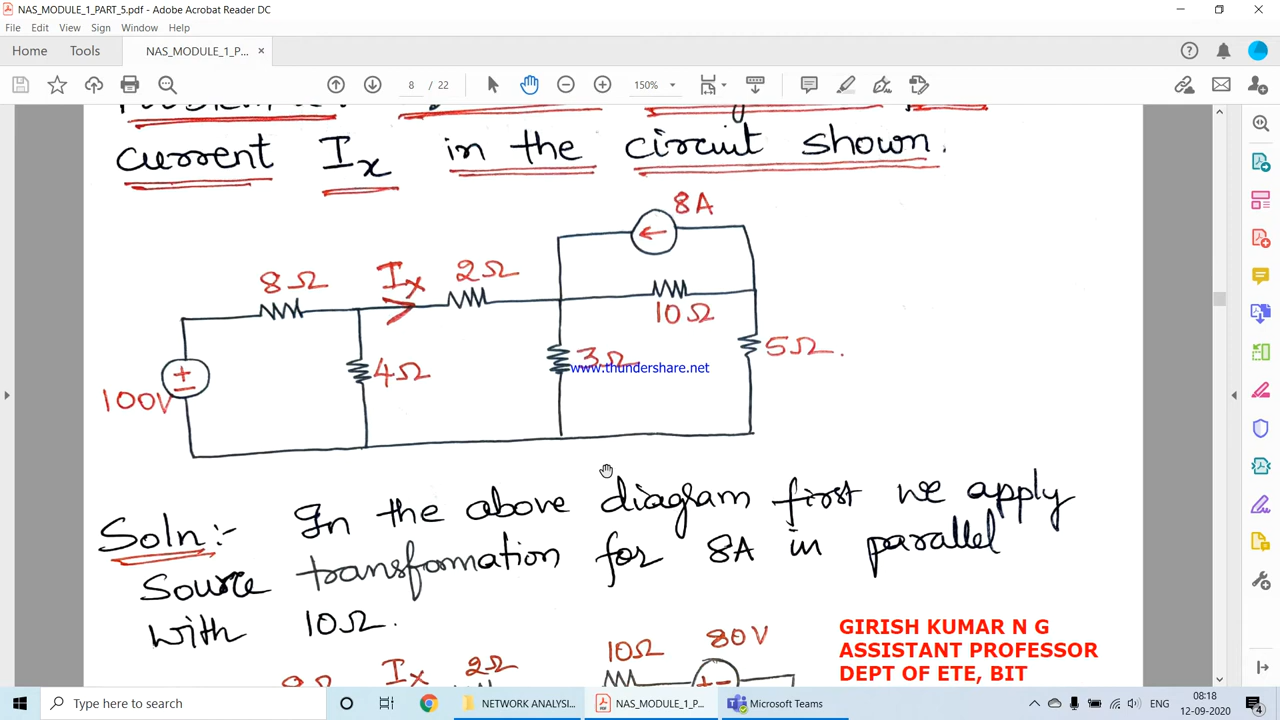 NAS_MODULE_1_PART_5.pdf - Adobe Acrobat Reader DC
File Edit View Sign Window Help
Home Tools NAS_MODULE_1_P... ×
8 / 22 150%
current Ix in the circuit shown.
8A
8Ω Ix 2Ω
10Ω
4Ω 3Ω 5Ω.
www.thundershare.net
+
100V
Soln:- In the above diagram first we apply
source transformation for 8A in parallel
with 10Ω.
10Ω 80V
Ix 2Ω
+ -
GIRISH KUMAR N G
ASSISTANT PROFESSOR
DEPT OF ETE, BIT
Type here to search
NETWORK ANALYSI...
NAS_MODULE_1_P...
Microsoft Teams
08:18
12-09-2020
4